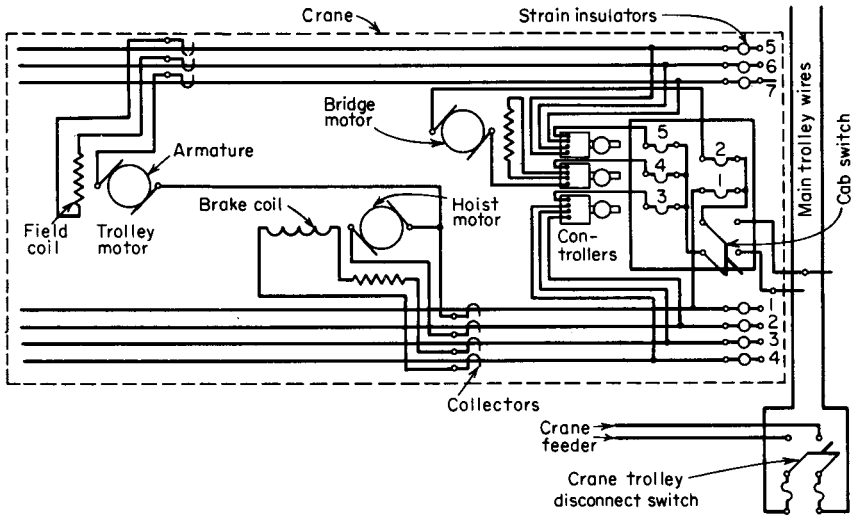 Crane
Strain insulators
5
6
7
Main trolley wires
Bridge
motor
Armature
5
4
3
2
1
Cab switch
Brake coil
Hoist
motor
Field
coil
Trolley
motor
Con-
trollers
1
2
3
4
Collectors
Crane
feeder
Crane trolley
disconnect switch